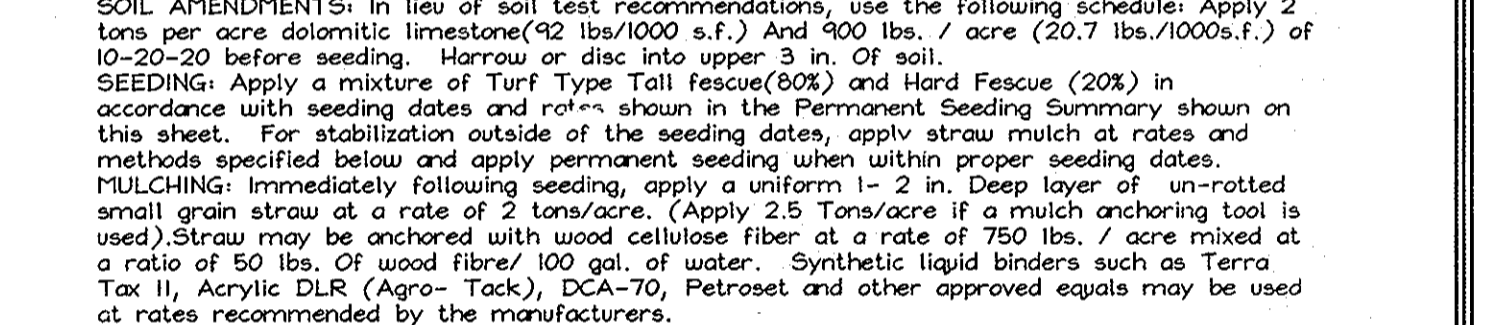 SOIL AMENDMENTS: In lieu of soil test recommendations, use the following schedule: Apply 2
tons per acre dolomitic limestone(92 lbs/1000 s.f.) And 900 lbs. / acre (20.7 lbs./1000s.f.) of
10-20-20 before seeding. Harrow or disc into upper 3 in. Of soil.
SEEDING: Apply a mixture of Turf Type Tall fescue(80%) and Hard Fescue (20%) in
accordance with seeding dates and rates shown in the Permanent Seeding Summary shown on
this sheet. For stabilization outside of the seeding dates, apply straw mulch at rates and
methods specified below and apply permanent seeding when within proper seeding dates.
MULCHING: Immediately following seeding, apply a uniform 1- 2 in. Deep layer of un-rotted
small grain straw at a rate of 2 tons/acre. (Apply 2.5 Tons/acre if a mulch anchoring tool is
used).Straw may be anchored with wood cellulose fiber at a rate of 750 lbs. / acre mixed at
a ratio of 50 lbs. Of wood fibre/ 100 gal. of water. Synthetic liquid binders such as Terra
Tax II, Acrylic DLR (Agro- Tack), DCA-70, Petroset and other approved equals may be used
at rates recommended by the manufacturers.